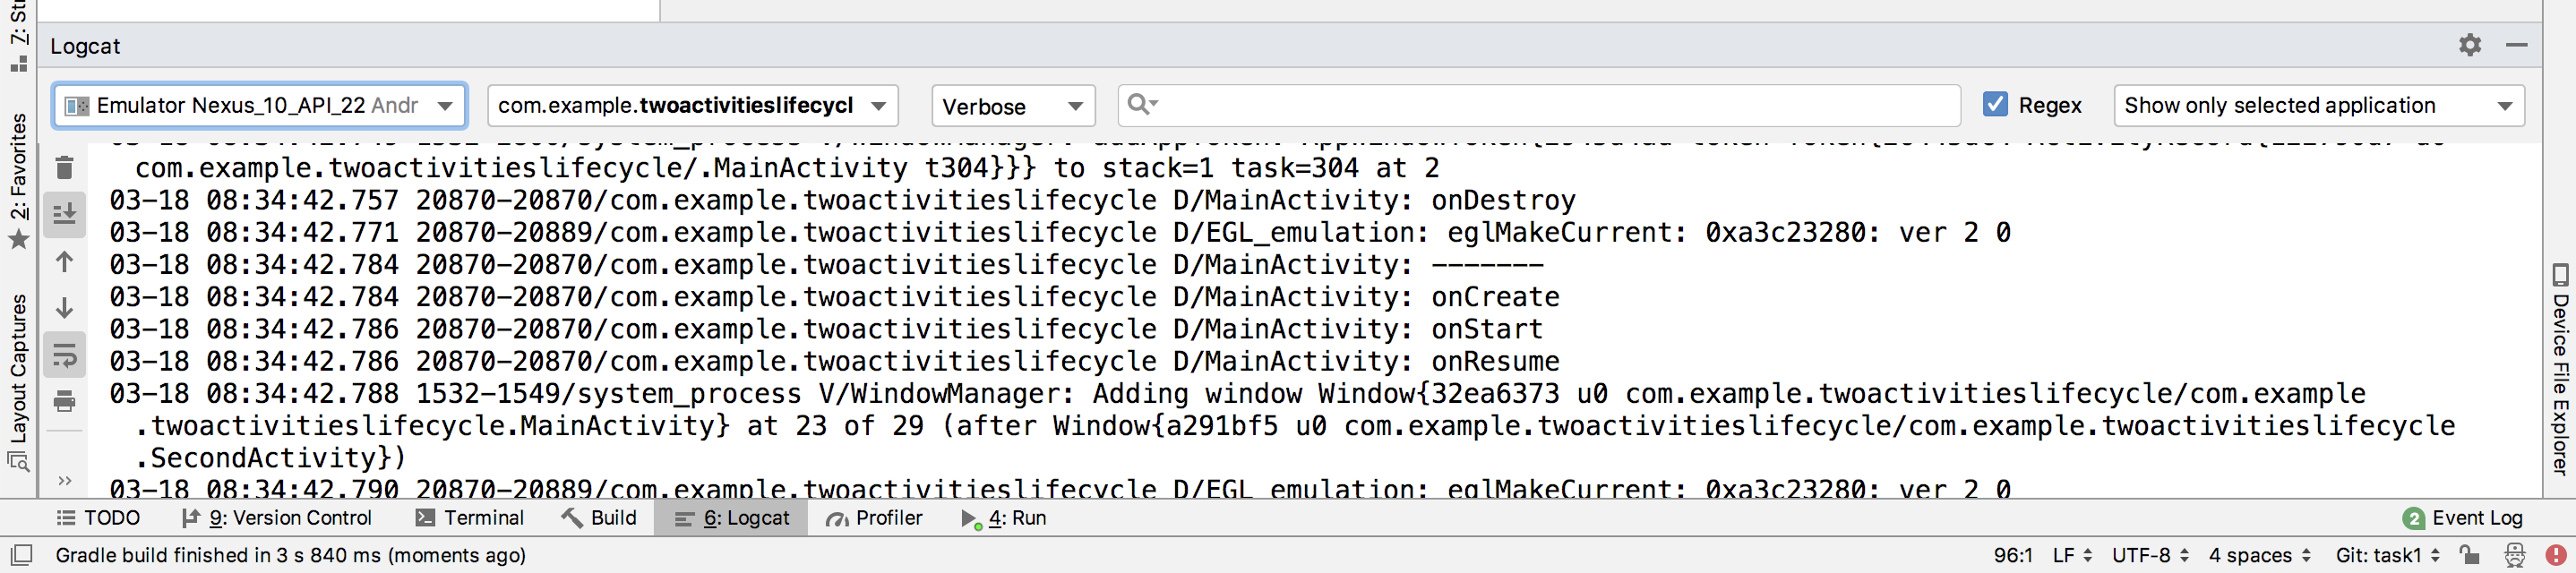 Logcat
Emulator Nexus_10_API_22 Andr
com.example.twoactivitieslifecycl
Verbose
Regex
Show only selected application
com.example.twoactivitieslifecycle/.MainActivity t304}}} to stack=1 task=304 at 2
03-18 08:34:42.757 20870-20870/com.example.twoactivitieslifecycle D/MainActivity: onDestroy
03-18 08:34:42.771 20870-20889/com.example.twoactivitieslifecycle D/EGL_emulation: eglMakeCurrent: 0xa3c23280: ver 2 0
03-18 08:34:42.784 20870-20870/com.example.twoactivitieslifecycle D/MainActivity: -------
03-18 08:34:42.784 20870-20870/com.example.twoactivitieslifecycle D/MainActivity: onCreate
03-18 08:34:42.786 20870-20870/com.example.twoactivitieslifecycle D/MainActivity: onStart
03-18 08:34:42.786 20870-20870/com.example.twoactivitieslifecycle D/MainActivity: onResume
03-18 08:34:42.788 1532-1549/system_process V/WindowManager: Adding window Window{32ea6373 u0 com.example.twoactivitieslifecycle/com.example
.twoactivitieslifecycle.MainActivity} at 23 of 29 (after Window{a291bf5 u0 com.example.twoactivitieslifecycle/com.example.twoactivitieslifecycle
.SecondActivity})
03-18 08:34:42.790 20870-20889/com.example.twoactivitieslifecycle D/EGL_emulation: eglMakeCurrent: 0xa3c23280: ver 2 0
7: Str
2: Favorites
Layout Captures
Device File Explorer
TODO
9: Version Control
Terminal
Build
6: Logcat
Profiler
4: Run
2 Event Log
Gradle build finished in 3 s 840 ms (moments ago)
96:1
LF
UTF-8
4 spaces
Git: task1